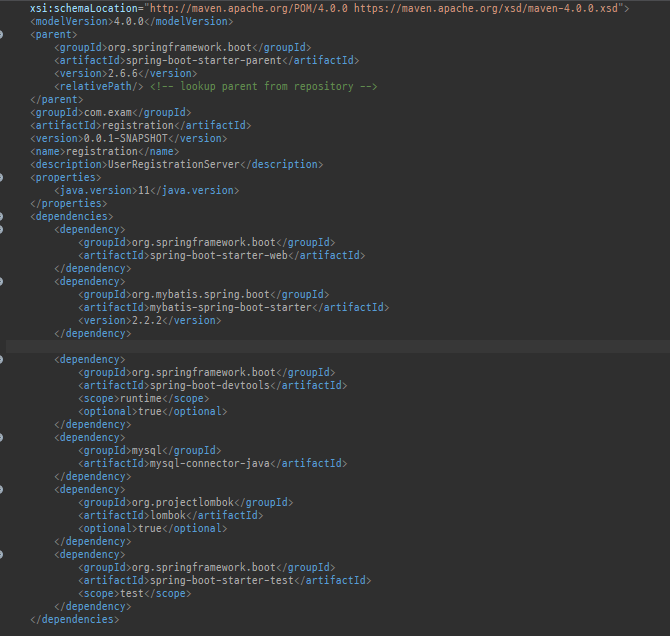 xsi:schemaLocation="http://maven.apache.org/POM/4.0.0 https://maven.apache.org/xsd/maven-4.0.0.xsd">
<modelVersion>4.0.0</modelVersion>
<parent>
<groupId>org.springframework.boot</groupId>
<artifactId>spring-boot-starter-parent</artifactId>
<version>2.6.6</version>
<relativePath/> <!-- lookup parent from repository -->
</parent>
<groupId>com.exam</groupId>
<artifactId>registration</artifactId>
<version>0.0.1-SNAPSHOT</version>
<name>registration</name>
<description>UserRegistrationServer</description>
<properties>
<java.version>11</java.version>
</properties>
<dependencies>
<dependency>
<groupId>org.springframework.boot</groupId>
<artifactId>spring-boot-starter-web</artifactId>
</dependency>
<dependency>
<groupId>org.mybatis.spring.boot</groupId>
<artifactId>mybatis-spring-boot-starter</artifactId>
<version>2.2.2</version>
</dependency>
<dependency>
<groupId>org.springframework.boot</groupId>
<artifactId>spring-boot-devtools</artifactId>
<scope>runtime</scope>
<optional>true</optional>
</dependency>
<dependency>
<groupId>mysql</groupId>
<artifactId>mysql-connector-java</artifactId>
</dependency>
<dependency>
<groupId>org.projectlombok</groupId>
<artifactId>lombok</artifactId>
<optional>true</optional>
</dependency>
<dependency>
<groupId>org.springframework.boot</groupId>
<artifactId>spring-boot-starter-test</artifactId>
<scope>test</scope>
</dependency>
</dependencies>